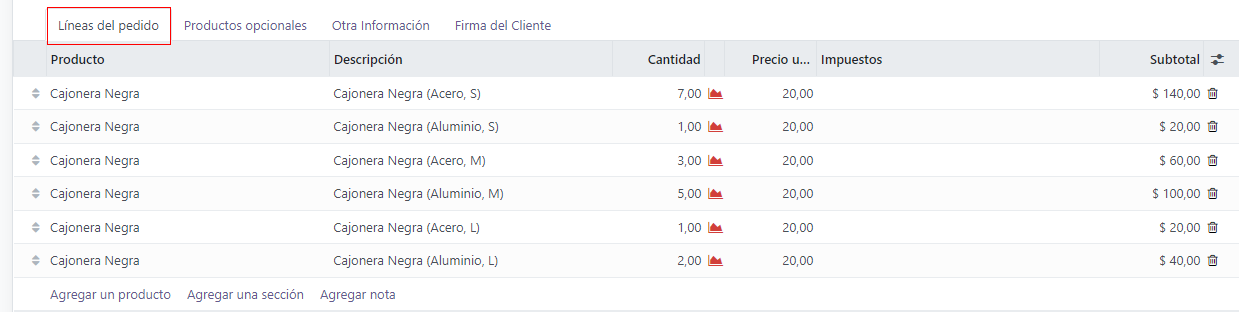 Líneas del pedido Productos opcionales Otra Información Firma del Cliente
Producto Descripción Cantidad Precio u... Impuestos Subtotal
Cajonera Negra Cajonera Negra (Acero, S) 7,00 20,00 $ 140,00
Cajonera Negra Cajonera Negra (Aluminio, S) 1,00 20,00 $ 20,00
Cajonera Negra Cajonera Negra (Acero, M) 3,00 20,00 $ 60,00
Cajonera Negra Cajonera Negra (Aluminio, M) 5,00 20,00 $ 100,00
Cajonera Negra Cajonera Negra (Acero, L) 1,00 20,00 $ 20,00
Cajonera Negra Cajonera Negra (Aluminio, L) 2,00 20,00 $ 40,00
Agregar un producto Agregar una sección Agregar nota